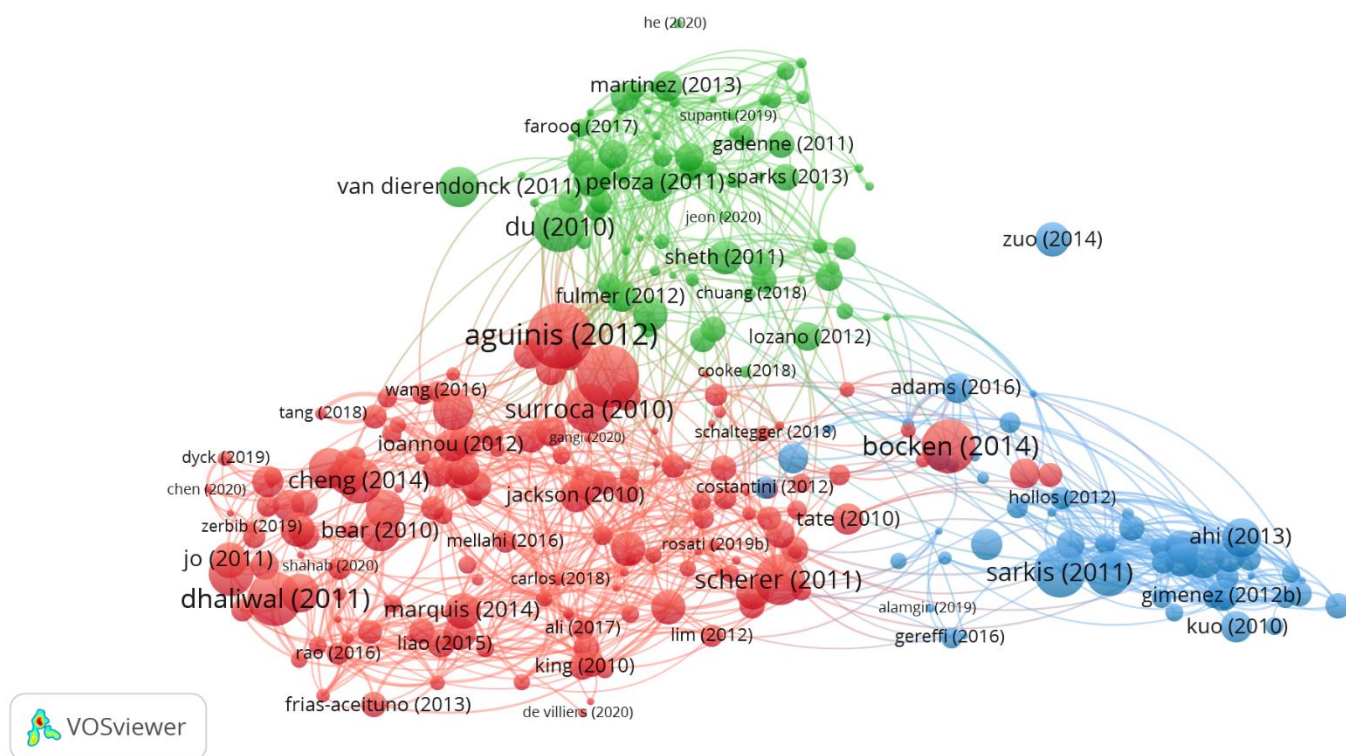 he (2020)
martinez (2013)
supanti (2019)
farooq (2017)
gadenne (2011)
van dierendonck (2011)
peloza (2011)
sparks (2013)
jeon (2020)
du (2010)
zuo (2014)
sheth (2011)
fulmer (2012)
chuang (2018)
aguinis (2012)
lozano (2012)
cooke (2018)
wang (2016)
adams (2016)
tang (2018)
surroca (2010)
schaltegger (2018)
gangi (2020)
ioannou (2012)
bocken (2014)
dyck (2019)
cheng (2014)
chen (2020)
jackson (2010)
costantini (2012)
hollos (2012)
zerbib (2019)
bear (2010)
tate (2010)
mellahi (2016)
rosati (2019b)
ahi (2013)
jo (2011)
shahab (2020)
carlos (2018)
scherer (2011)
sarkis (2011)
dhaliwal (2011)
gimenez (2012b)
marquis (2014)
alamgir (2019)
ali (2017)
lim (2012)
gereffi (2016)
kuo (2010)
rao (2016)
liao (2015)
king (2010)
frias-aceituno (2013)
de villiers (2020)
VOSviewer